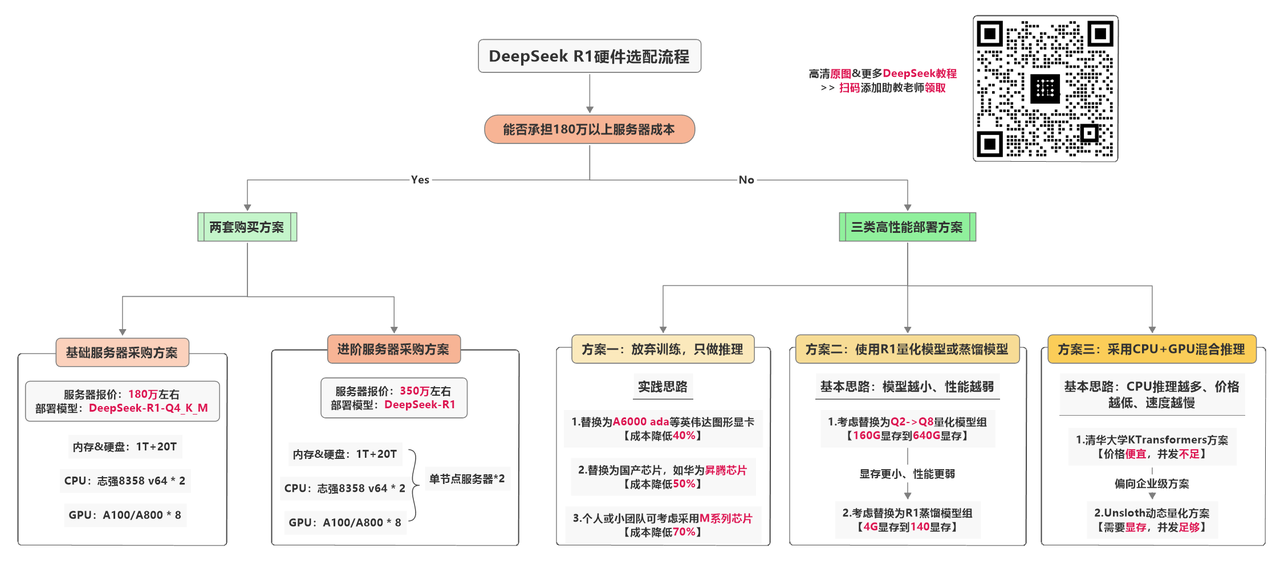 DeepSeek R1硬件选配流程
高清原图&更多DeepSeek教程
>> 扫码添加助教老师领取
能否承担180万以上服务器成本
Yes
No
两套购买方案
三类高性能部署方案
基础服务器采购方案
服务器报价：180万左右
部署模型：DeepSeek-R1-Q4_K_M
内存&硬盘：1T+20T
CPU：志强8358 v64 * 2
GPU：A100/A800 * 8
进阶服务器采购方案
服务器报价：350万左右
部署模型：DeepSeek-R1
内存&硬盘：1T+20T
CPU：志强8358 v64 * 2
GPU：A100/A800 * 8
单节点服务器*2
方案一：放弃训练，只做推理
实践思路
1.替换为A6000 ada等英伟达图形显卡
【成本降低40%】
2.替换为国产芯片，如华为昇腾芯片
【成本降低50%】
3.个人或小团队可考虑采用M系列芯片
【成本降低70%】
方案二：使用R1量化模型或蒸馏模型
基本思路：模型越小、性能越弱
1.考虑替换为Q2->Q8量化模型组
【160G显存到640G显存】
显存更小、性能更弱
2.考虑替换为R1蒸馏模型组
【4G显存到140显存】
方案三：采用CPU+GPU混合推理
基本思路：CPU推理越多、价格
越低、速度越慢
1.清华大学KTransformers方案
【价格便宜，并发不足】
偏向企业级方案
2.Unsloth动态量化方案
【需要显存，并发足够】